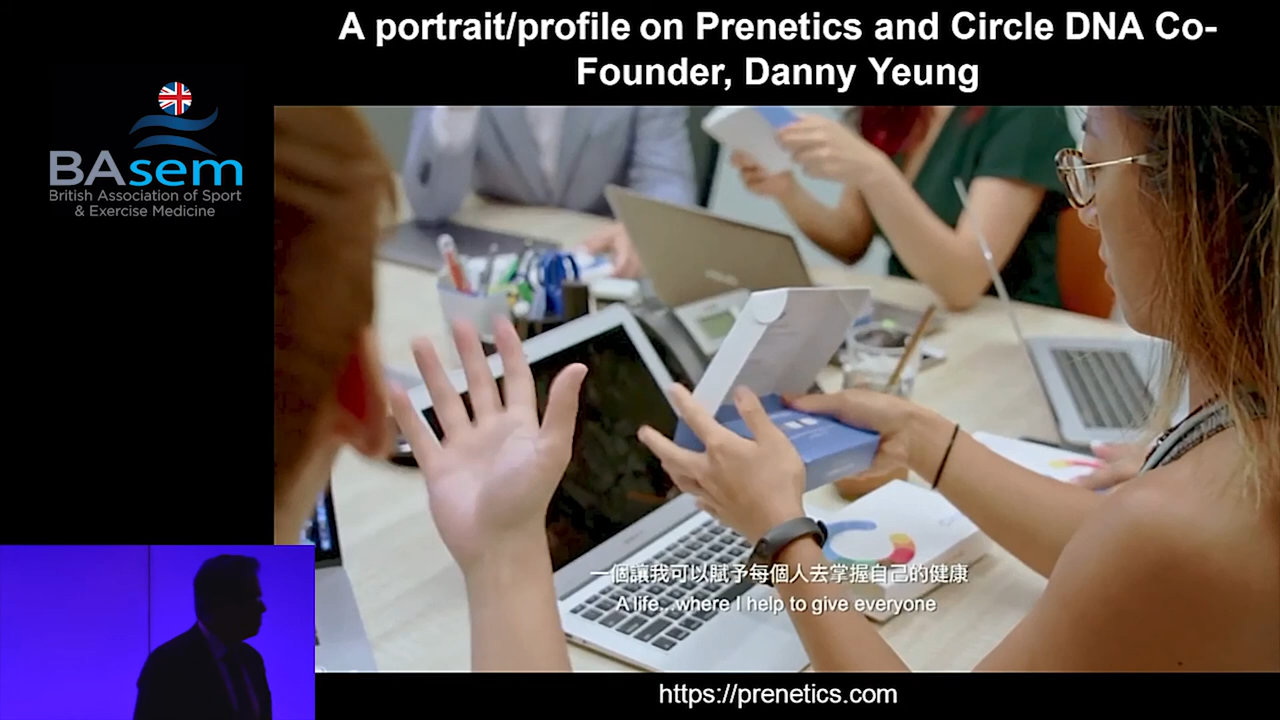 A portrait/profile on Prenetics and Circle DNA Co-
Founder, Danny Yeung
BAsem
British Association of Sport
& Exercise Medicine
一個讓我可以賦予每個人去掌握自己的健康
A life...where I help to give everyone
https://prenetics.com